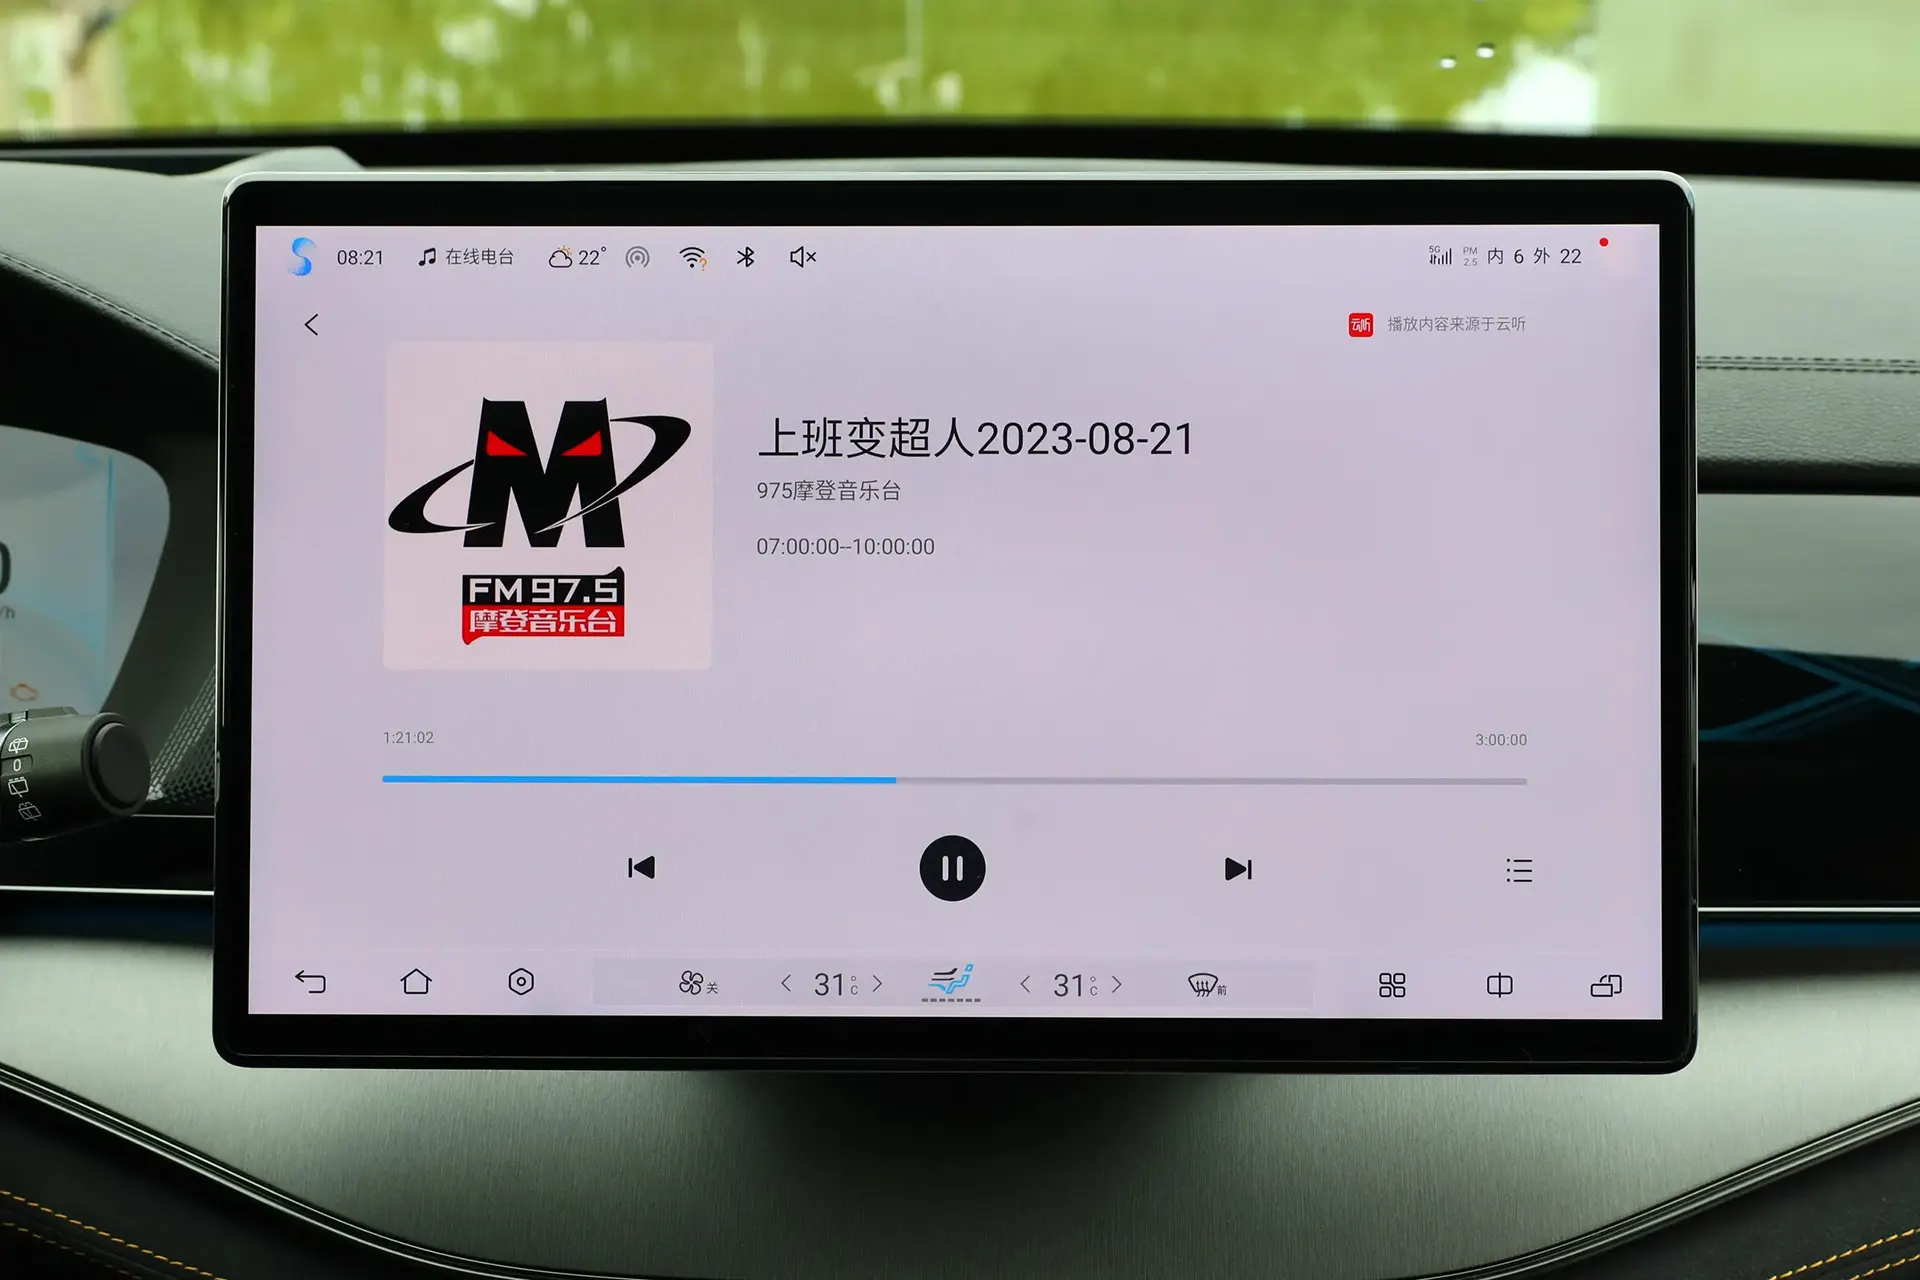 08:21 在线电台 22° 5G PM 2.5 内 6 外 22
云听 播放内容来源于云听
M
FM 97.5
摩登音乐台
上班变超人2023-08-21
975摩登音乐台
07:00:00--10:00:00
1:21:02 3:00:00
关 31°C 31°C 前
0